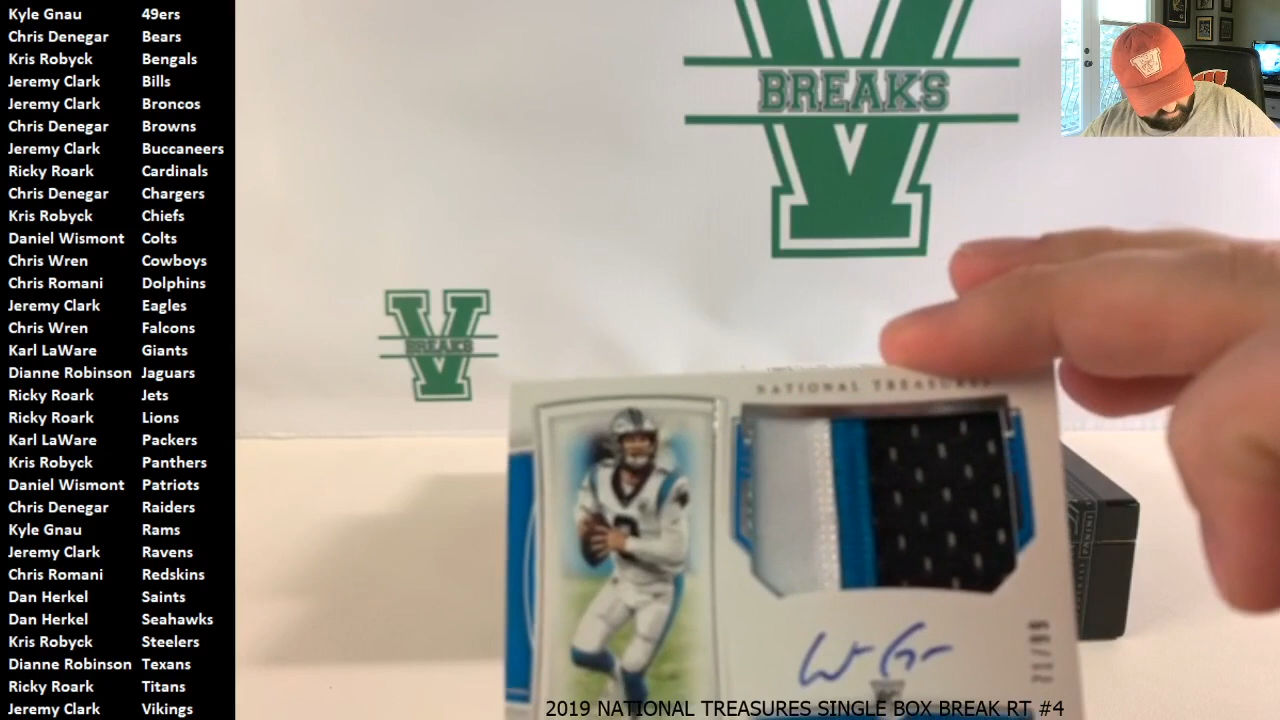 Kyle Gnau 49ers
Chris Denegar Bears
Kris Robyck Bengals
Jeremy Clark Bills
Jeremy Clark Broncos
Chris Denegar Browns
Jeremy Clark Buccaneers
Ricky Roark Cardinals
Chris Denegar Chargers
Kris Robyck Chiefs
Daniel Wismont Colts
Chris Wren Cowboys
Chris Romani Dolphins
Jeremy Clark Eagles
Chris Wren Falcons
Karl LaWare Giants
Dianne Robinson Jaguars
Ricky Roark Jets
Ricky Roark Lions
Karl LaWare Packers
Kris Robyck Panthers
Daniel Wismont Patriots
Chris Denegar Raiders
Kyle Gnau Rams
Jeremy Clark Ravens
Chris Romani Redskins
Dan Herkel Saints
Dan Herkel Seahawks
Kris Robyck Steelers
Dianne Robinson Texans
Ricky Roark Titans
Jeremy Clark Vikings
V
BREAKS
V
BREAKS
V
NATIONAL TREASURES
2019 NATIONAL TREASURES SINGLE BOX BREAK RT #4